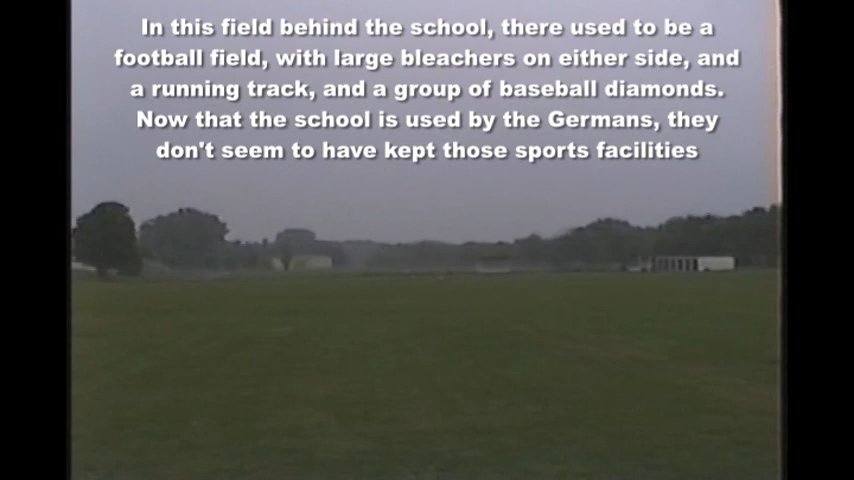 In this field behind the school, there used to be a
football field, with large bleachers on either side, and
a running track, and a group of baseball diamonds.
Now that the school is used by the Germans, they
don't seem to have kept those sports facilities